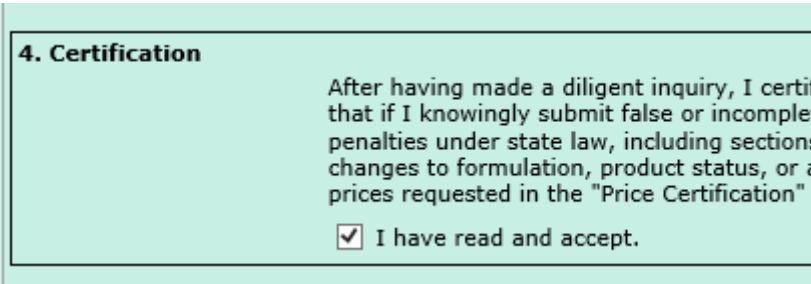 4. Certification
After having made a diligent inquiry, I
that if I knowingly submit false or
penalties under state law, including
changes to formulation, product status, or
prices requested in the "Price Certification"
I have read and accept.